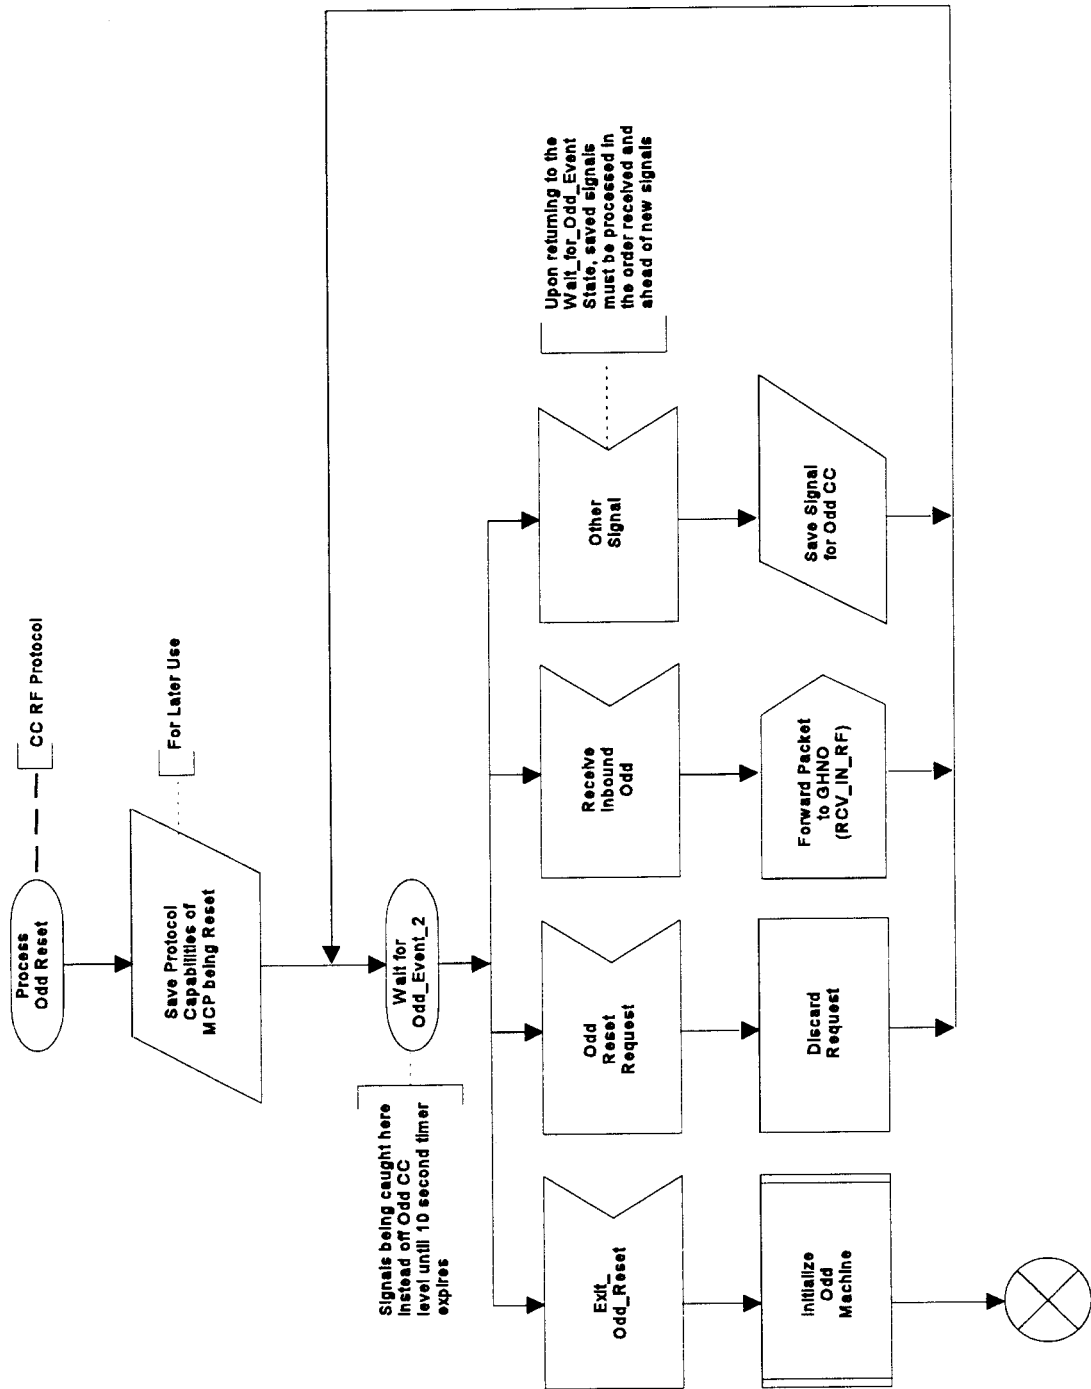 Process
Odd Reset
CC RF Protocol
Save Protocol
Capabilities of
MCP being Reset
For Later Use
Wait for
Odd_Event_2
Signals being caught here
instead off Odd CC
level until 10 second timer
expires
Exit_
Odd_Reset
Odd
Reset
Request
Receive
Inbound
Odd
Other
Signal
Upon returning to the
Wait_for_Odd_Event
State, saved signals
must be processed in
the order received and
ahead of new signals
Initialize
Odd
Machine
Discard
Request
Forward Packet
to GHNO
(RCV_IN_RF)
Save Signal
for Odd CC